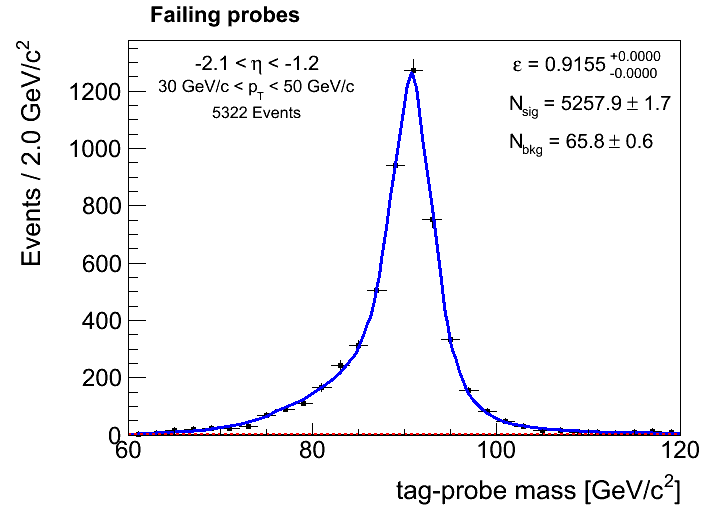 Failing probes
-2.1 < η < -1.2
30 GeV/c < p_T < 50 GeV/c
5322 Events
ε = 0.9155 +0.0000 -0.0000
N_sig = 5257.9 ± 1.7
N_bkg = 65.8 ± 0.6
Events / 2.0 GeV/c²
1200
1000
800
600
400
200
0
60 80 100 120
tag-probe mass [GeV/c²]